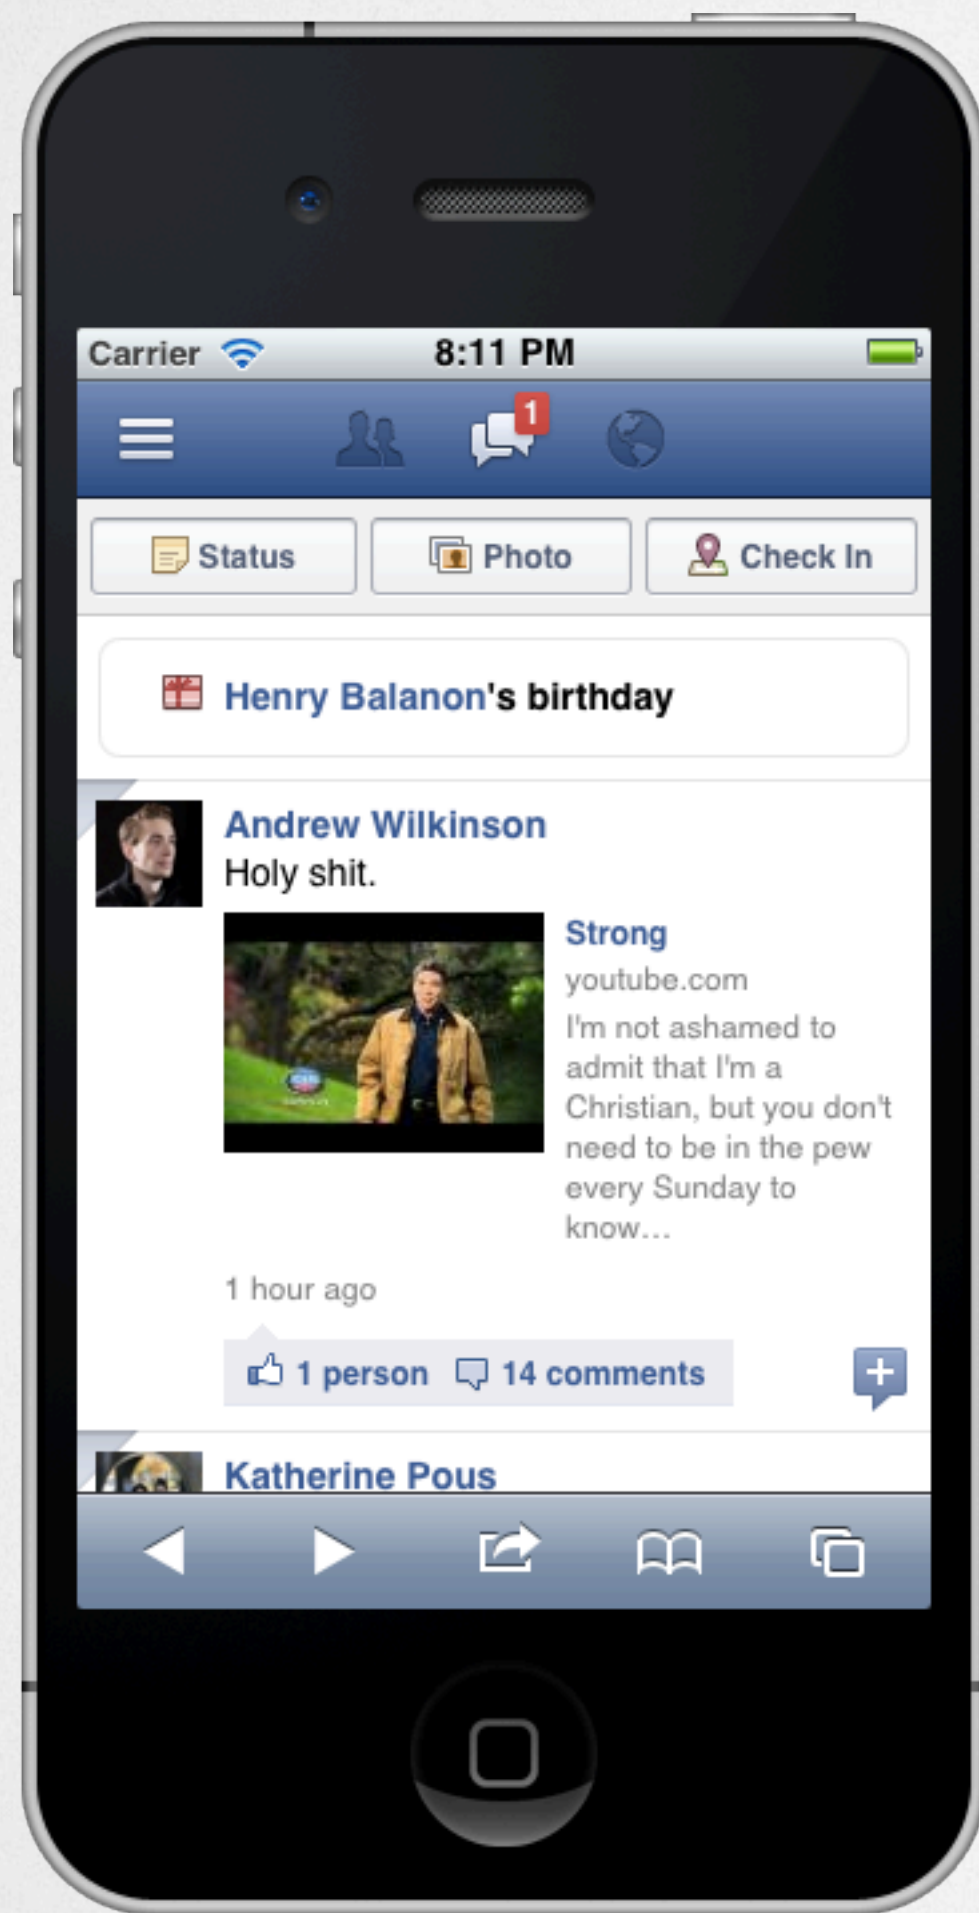 Carrier 8:11 PM
1
Status Photo Check In
Henry Balanon's birthday
Andrew Wilkinson
Holy shit.
Strong
youtube.com
I'm not ashamed to
admit that I'm a
Christian, but you don't
need to be in the pew
every Sunday to
know…
1 hour ago
1 person 14 comments
Katherine Pous